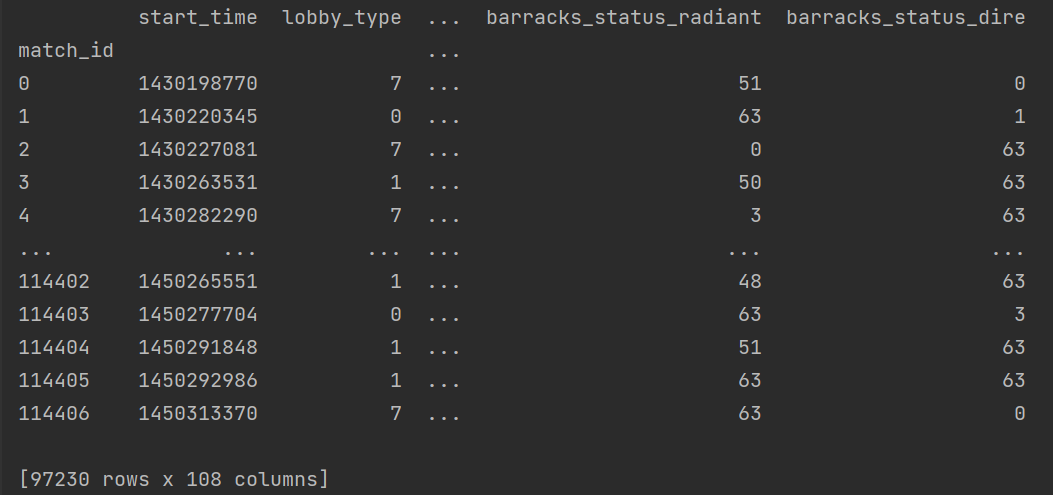 start_time lobby_type ... barracks_status_radiant barracks_status_dire
match_id ...
0 1430198770 7 ... 51 0
1 1430220345 0 ... 63 1
2 1430227081 7 ... 0 63
3 1430263531 1 ... 50 63
4 1430282290 7 ... 3 63
... ... ... ... ... ...
114402 1450265551 1 ... 48 63
114403 1450277704 0 ... 63 3
114404 1450291848 1 ... 51 63
114405 1450292986 1 ... 63 63
114406 1450313370 7 ... 63 0
[97230 rows x 108 columns]